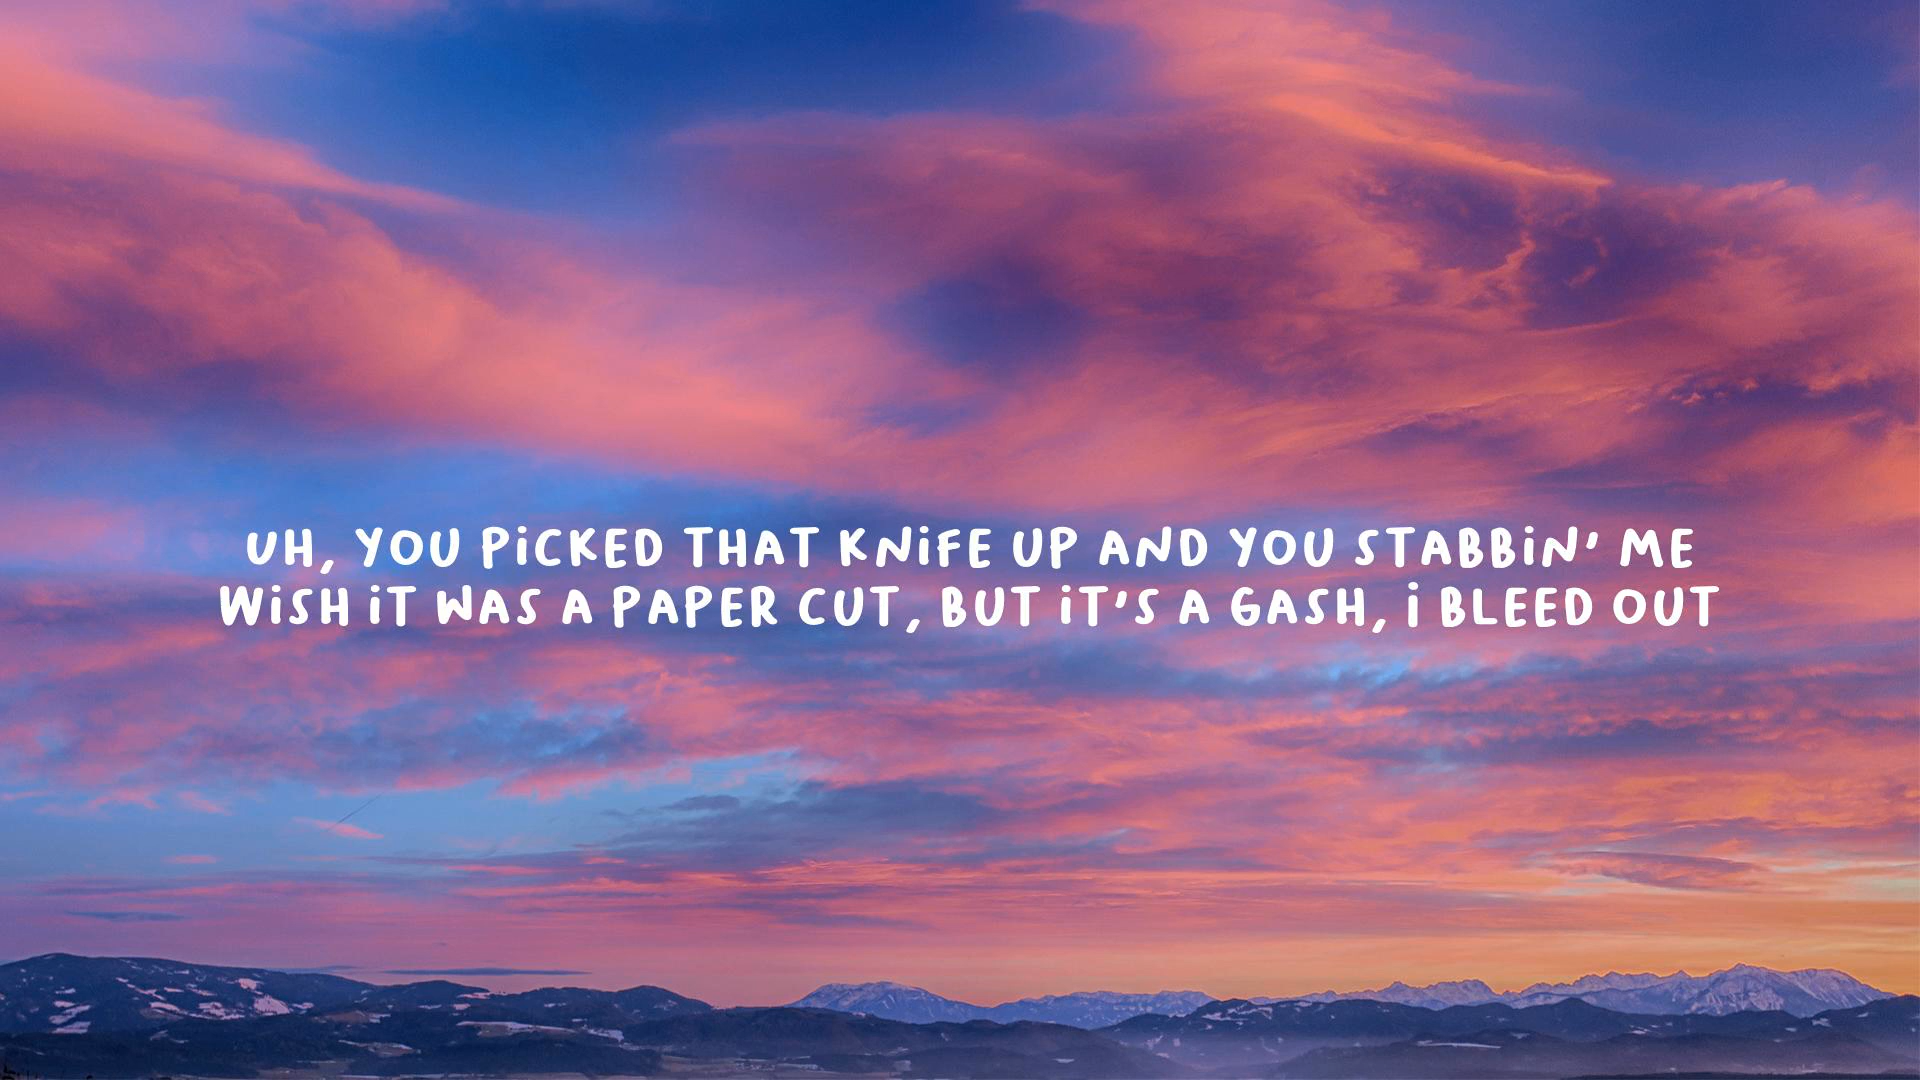 UH, YOU PiCKED THAT KNiFE UP AND YOU STABBiN' ME
WiSH iT WAS A PAPER CUT, BUT iT'S A GASH, i BLEED OUT